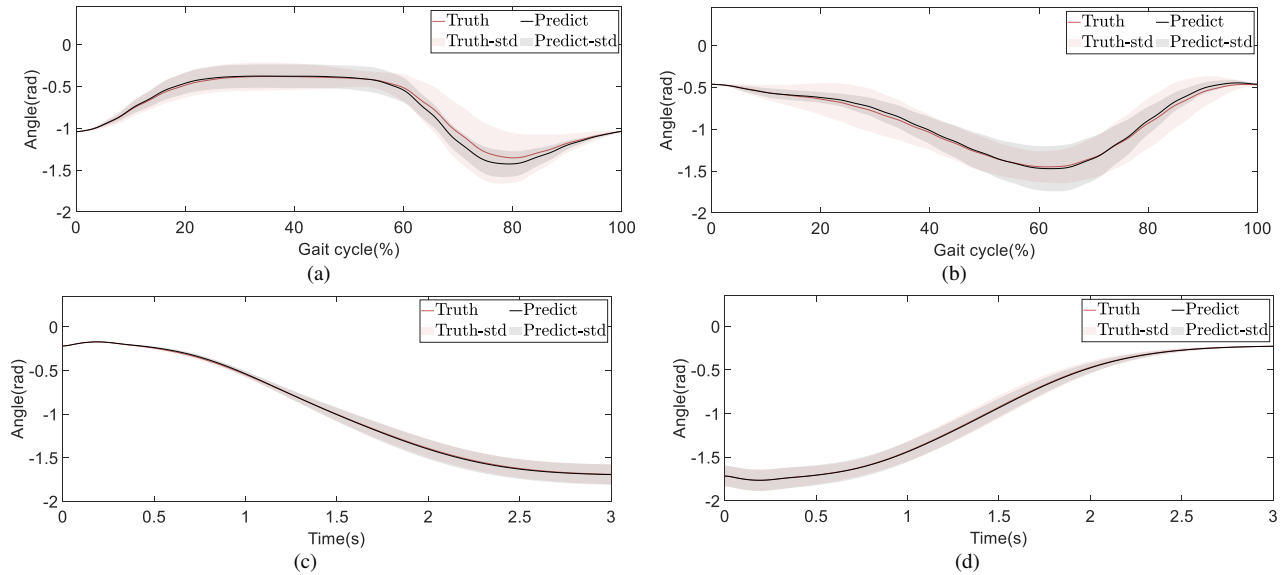 Truth Predict
Truth-std Predict-std
0
-0.5
-1
-1.5
-2
Angle(rad)
0 20 40 60 80 100
Gait cycle(%)
(a)
Truth Predict
Truth-std Predict-std
0
-0.5
-1
-1.5
-2
Angle(rad)
0 20 40 60 80 100
Gait cycle(%)
(b)
Truth Predict
Truth-std Predict-std
0
-0.5
-1
-1.5
-2
Angle(rad)
0 0.5 1 1.5 2 2.5 3
Time(s)
(c)
Truth Predict
Truth-std Predict-std
0
-0.5
-1
-1.5
-2
Angle(rad)
0 0.5 1 1.5 2 2.5 3
Time(s)
(d)